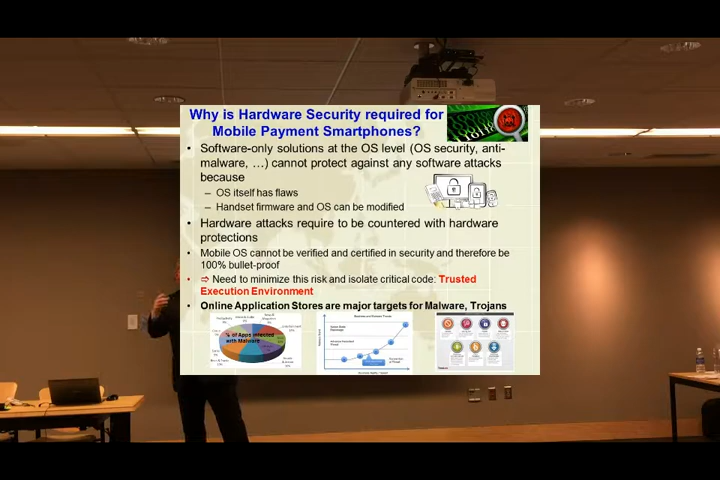 Why is Hardware Security required for
Mobile Payment Smartphones?
• Software-only solutions at the OS level (OS security, anti-
malware, …) cannot protect against any software attacks
because
– OS itself has flaws
– Handset firmware and OS can be modified
• Hardware attacks require to be countered with hardware
protections
• Mobile OS cannot be verified and certified in security and therefore be
100% bullet-proof
• ⇨ Need to minimize this risk and isolate critical code: Trusted
Execution Environment
• Online Application Stores are major targets for Malware, Trojans
% of Apps infected
with Malware